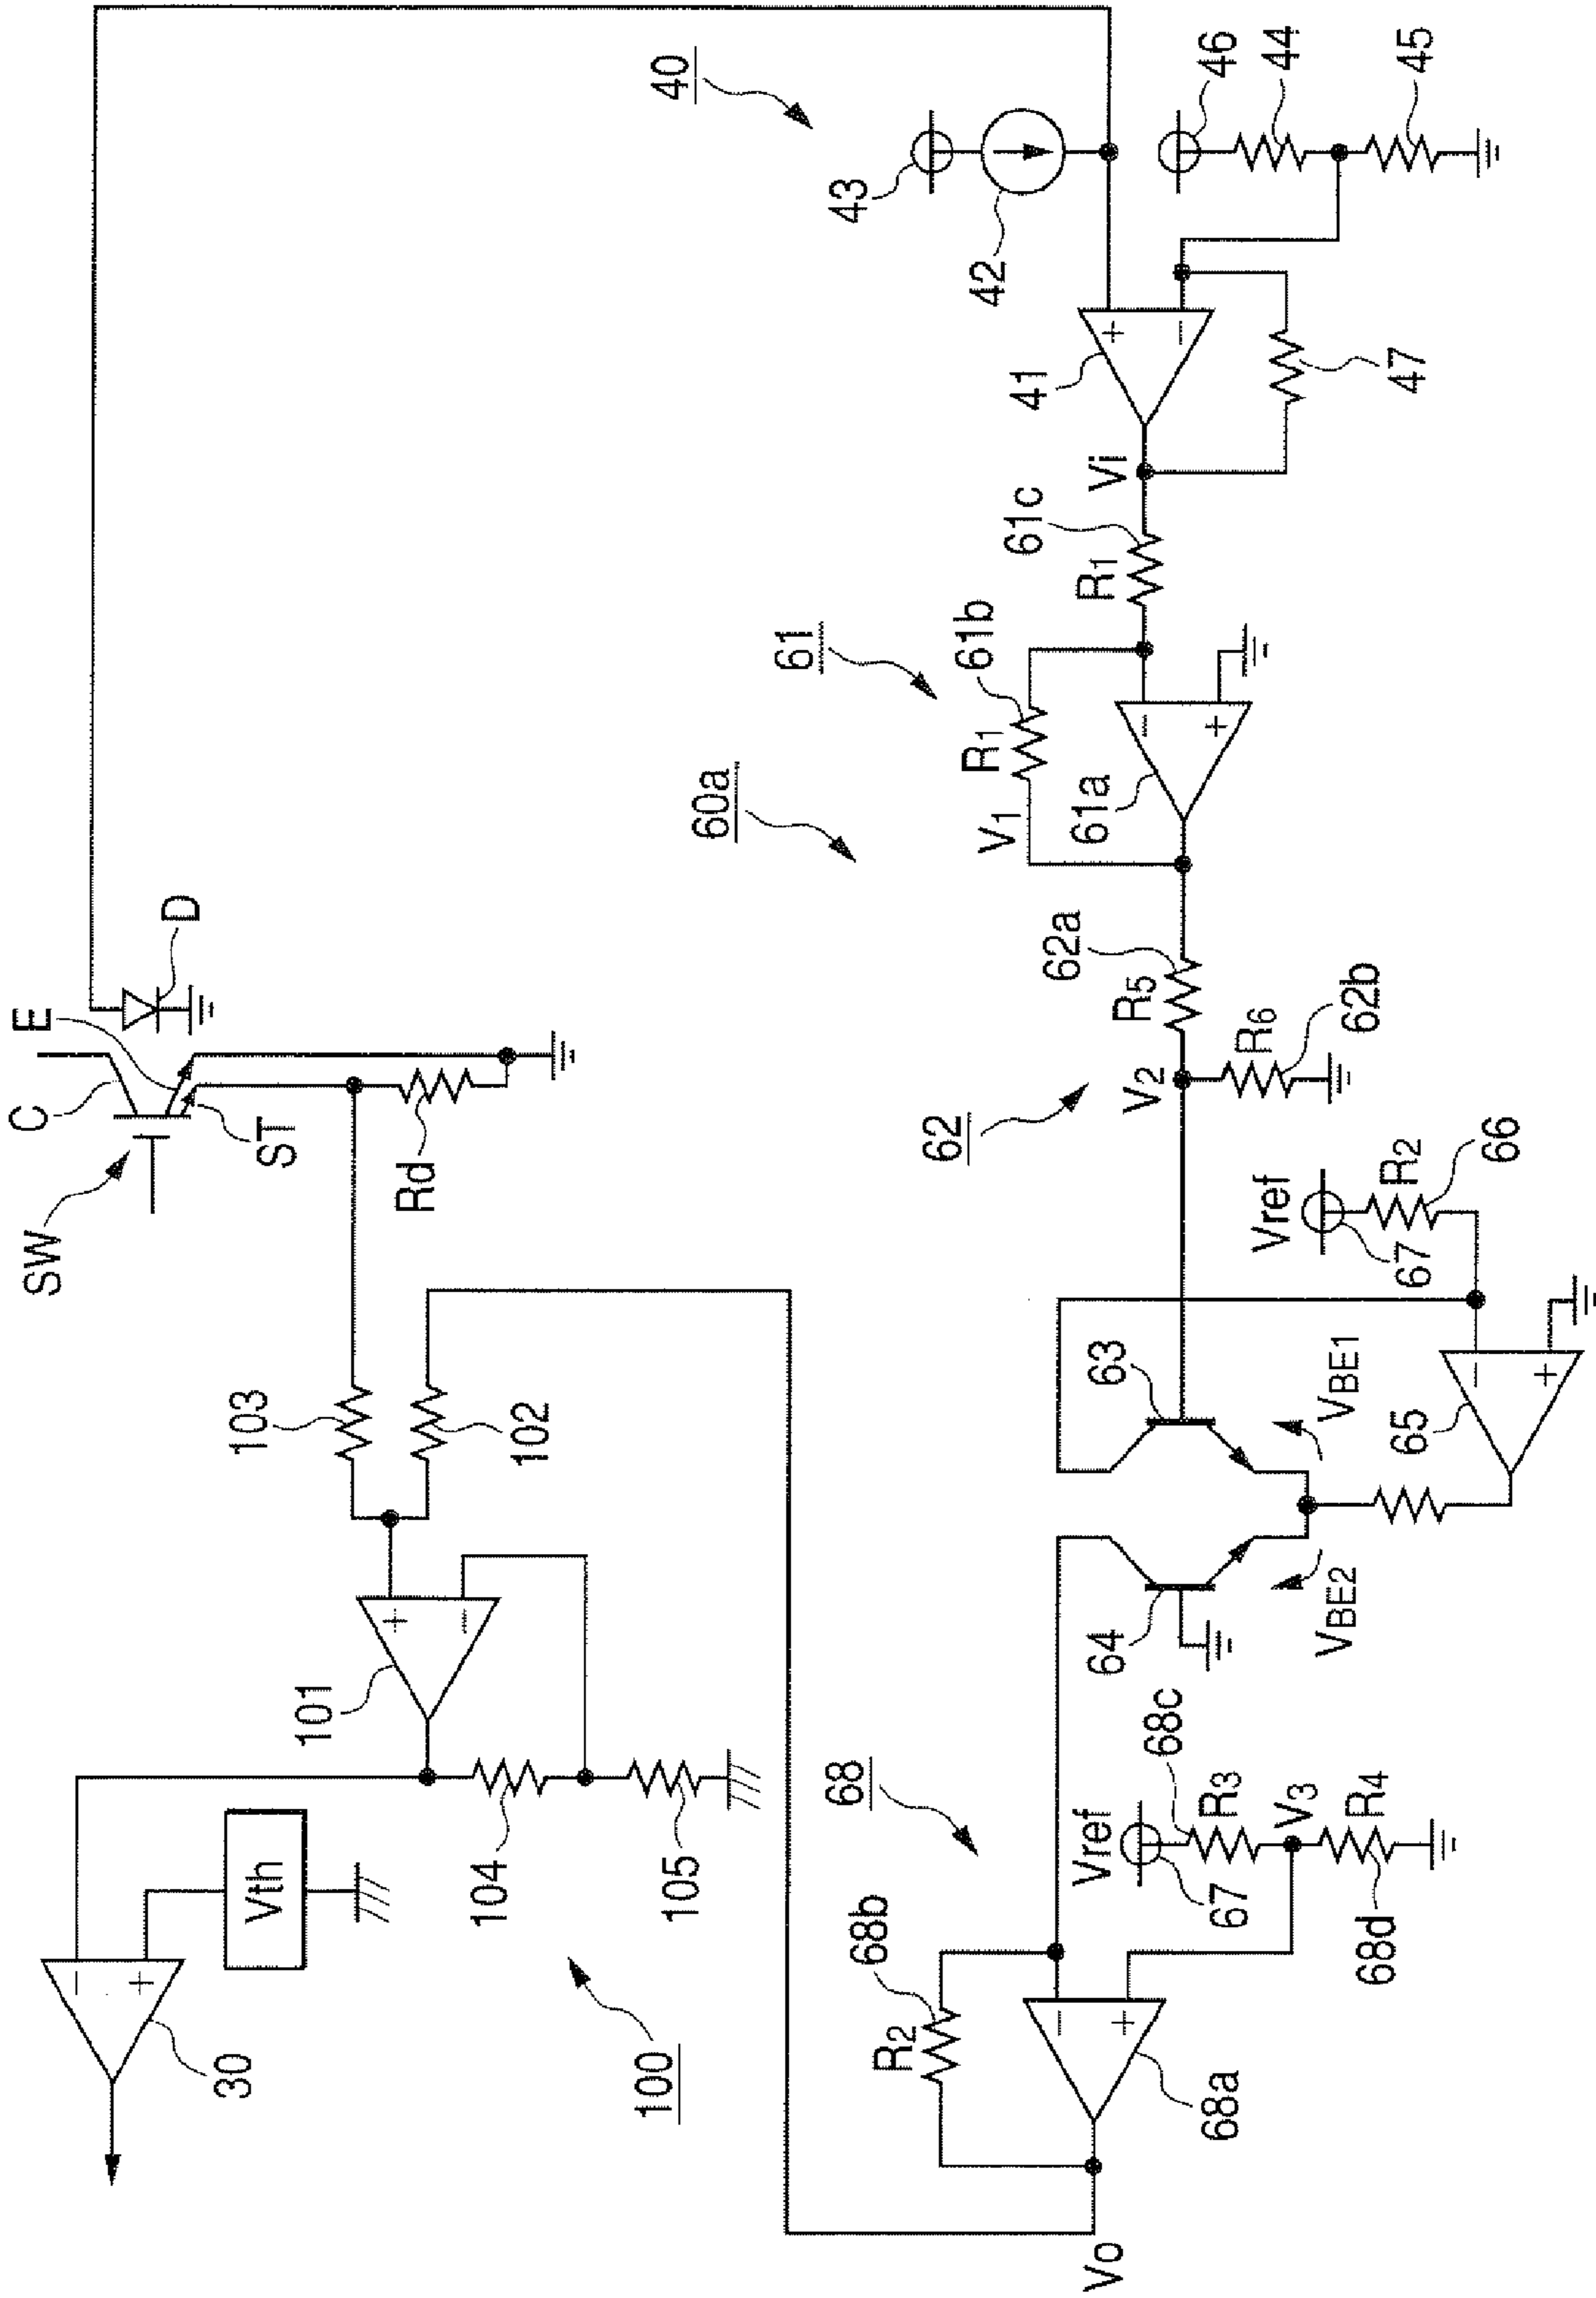 SW
C
E
D
ST
Rd
103
102
101
104
105
Vth
30
100
+
−
−
+
40
43
42
46
44
45
41
+
−
47
Vi
61c
R1
61
61b
R1
V1
61a
−
+
60a
62a
R5
V2
R6
62b
62
Vref
67
R2
66
63
64
VBE1
VBE2
65
−
+
68
Vref
67
68c
R3
V3
R4
68d
68b
R2
−
+
68a
Vo